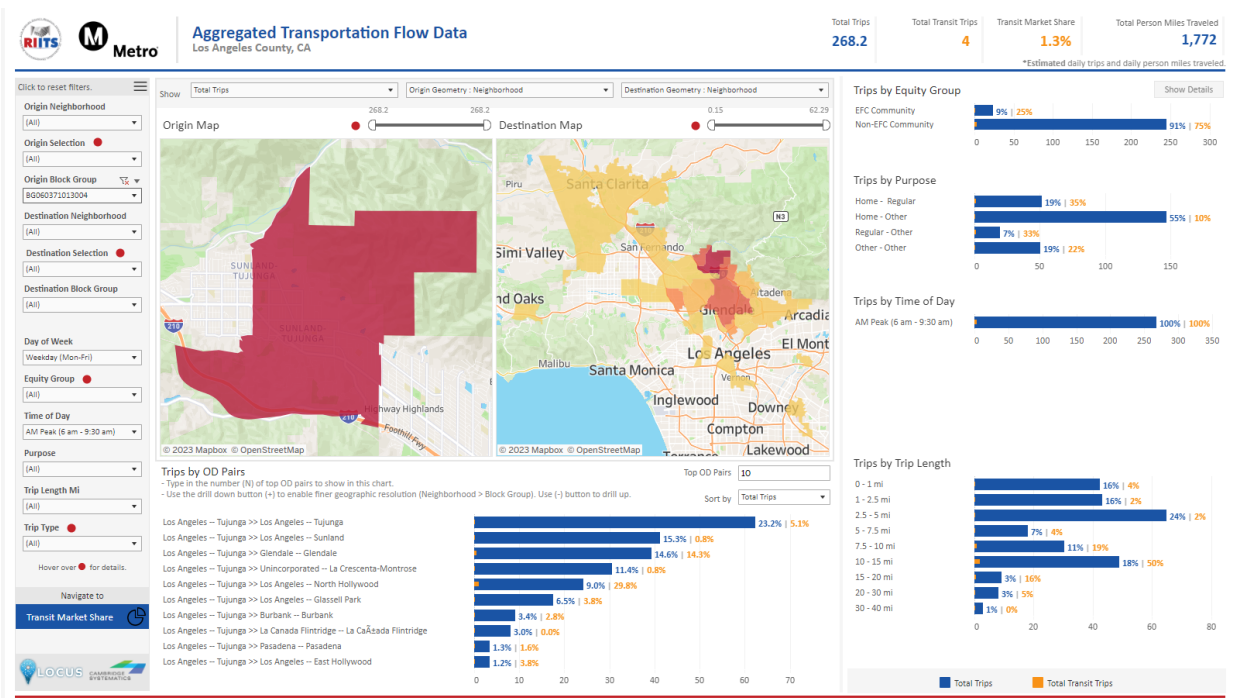 RIITS
M
Metro
Aggregated Transportation Flow Data
Los Angeles County, CA
Total Trips
268.2
Total Transit Trips
4
Transit Market Share
1.3%
Total Person Miles Traveled
1,772
*Estimated daily trips and daily person miles traveled.
Click to reset filters.
Origin Neighborhood
(All)
Origin Selection
(All)
Origin Block Group
BG060371013004
Destination Neighborhood
(All)
Destination Selection
(All)
Destination Block Group
(All)
Day of Week
Weekday (Mon-Fri)
Equity Group
(All)
Time of Day
AM Peak (6 am - 9:30 am)
Purpose
(All)
Trip Length Mi
(All)
Trip Type
(All)
Hover over for details.
Navigate to
Transit Market Share
LOCUS
CAMBRIDGE
SYSTEMATICS
Show
Total Trips
Origin Geometry : Neighborhood
Destination Geometry : Neighborhood
Origin Map
268.2 268.2
SUNLAND-
TUJUNGA
SUNLAND-
TUJUNGA
210
210
Highway Highlands
Foothill Fwy
© 2023 Mapbox © OpenStreetMap
Destination Map
0.15 62.29
Piru
Santa Clarita
N3
Simi Valley
San Fernando
nd Oaks
Altadena
Glendale
Arcadia
El Mont
Los Angeles
Malibu
Santa Monica
Vernon
Inglewood
Downey
Compton
Lakewood
Torrance
© 2023 Mapbox © OpenStreetMap
Trips by OD Pairs
- Type in the number (N) of top OD pairs to show in this chart.
- Use the drill down button (+) to enable finer geographic resolution (Neighborhood > Block Group). Use (-) button to drill up.
Top OD Pairs 10
Sort by Total Trips
Los Angeles -- Tujunga >> Los Angeles -- Tujunga 23.2% | 5.1%
Los Angeles -- Tujunga >> Los Angeles -- Sunland 15.3% | 0.8%
Los Angeles -- Tujunga >> Glendale -- Glendale 14.6% | 14.3%
Los Angeles -- Tujunga >> Unincorporated -- La Crescenta-Montrose 11.4% | 0.8%
Los Angeles -- Tujunga >> Los Angeles -- North Hollywood 9.0% | 29.8%
Los Angeles -- Tujunga >> Los Angeles -- Glassell Park 6.5% | 3.8%
Los Angeles -- Tujunga >> Burbank -- Burbank 3.4% | 2.8%
Los Angeles -- Tujunga >> La Canada Flintridge -- La CaÃ±ada Flintridge 3.0% | 0.0%
Los Angeles -- Tujunga >> Pasadena -- Pasadena 1.3% | 1.6%
Los Angeles -- Tujunga >> Los Angeles -- East Hollywood 1.2% | 3.8%
0 10 20 30 40 50 60 70
Trips by Equity Group
Show Details
EFC Community 9% | 25%
Non-EFC Community 91% | 75%
0 50 100 150 200 250 300
Trips by Purpose
Home - Regular 19% | 35%
Home - Other 55% | 10%
Regular - Other 7% | 33%
Other - Other 19% | 22%
0 50 100 150
Trips by Time of Day
AM Peak (6 am - 9:30 am) 100% | 100%
0 50 100 150 200 250 300 350
Trips by Trip Length
0 - 1 mi 16% | 4%
1 - 2.5 mi 16% | 2%
2.5 - 5 mi 24% | 2%
5 - 7.5 mi 7% | 4%
7.5 - 10 mi 11% | 19%
10 - 15 mi 18% | 50%
15 - 20 mi 3% | 16%
20 - 30 mi 3% | 5%
30 - 40 mi 1% | 0%
0 20 40 60 80
Total Trips
Total Transit Trips